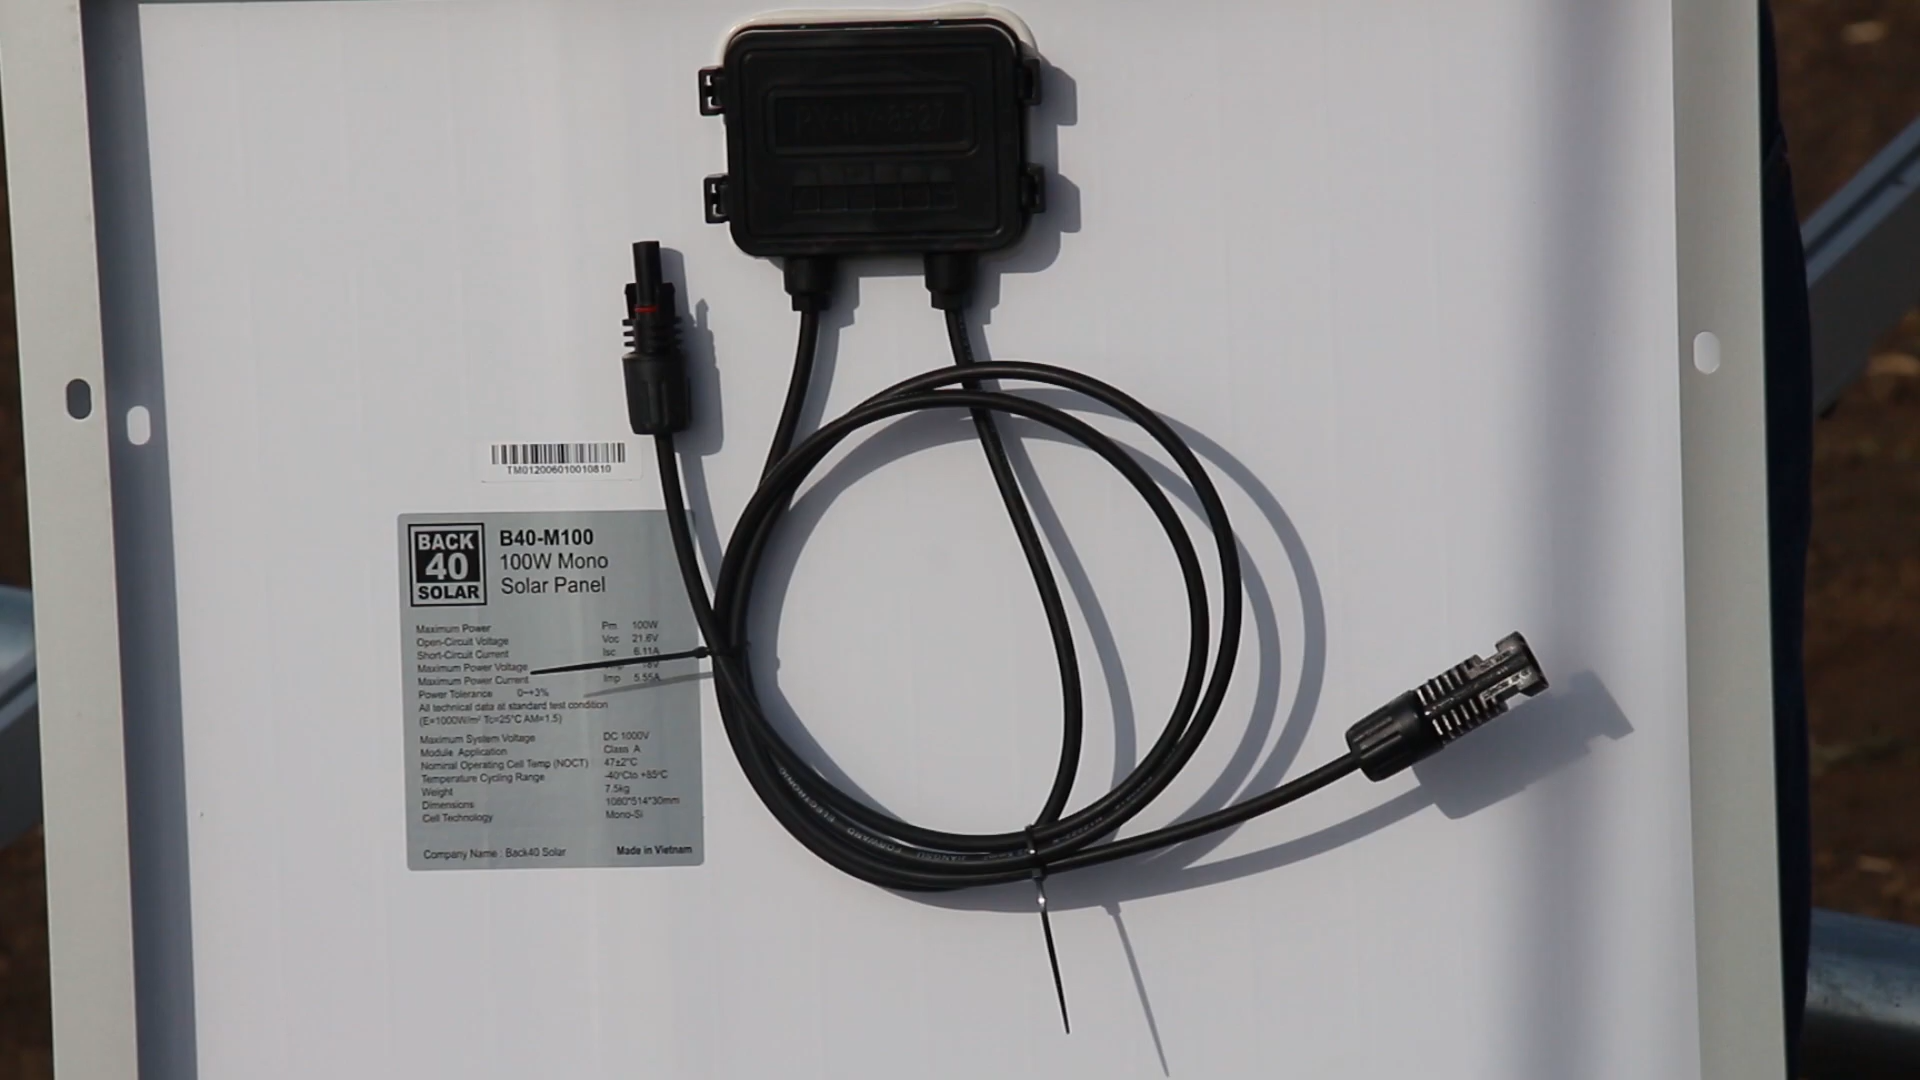 TM012006010010810
BACK
40
SOLAR
B40-M100
100W Mono
Solar Panel
Maximum Power Pm 100W
Open-Circuit Voltage Voc 21.6V
Short-Circuit Current Isc 6.11A
Maximum Power Voltage 18V
Maximum Power Current Imp 5.55A
Power Tolerance 0~+3%
All technical data at standard test condition
(E=1000W/m² Tc=25°C AM=1.5)
Maximum System Voltage DC 1000V
Module Application Class A
Nominal Operating Cell Temp (NOCT) 47±2°C
Temperature Cycling Range -40°Cto +85°C
Weight 7.5kg
Dimensions 1080*514*30mm
Cell Technology Mono-Si
Company Name : Back40 Solar Made in Vietnam
JIANGSU FORWARD ELECTRONIC